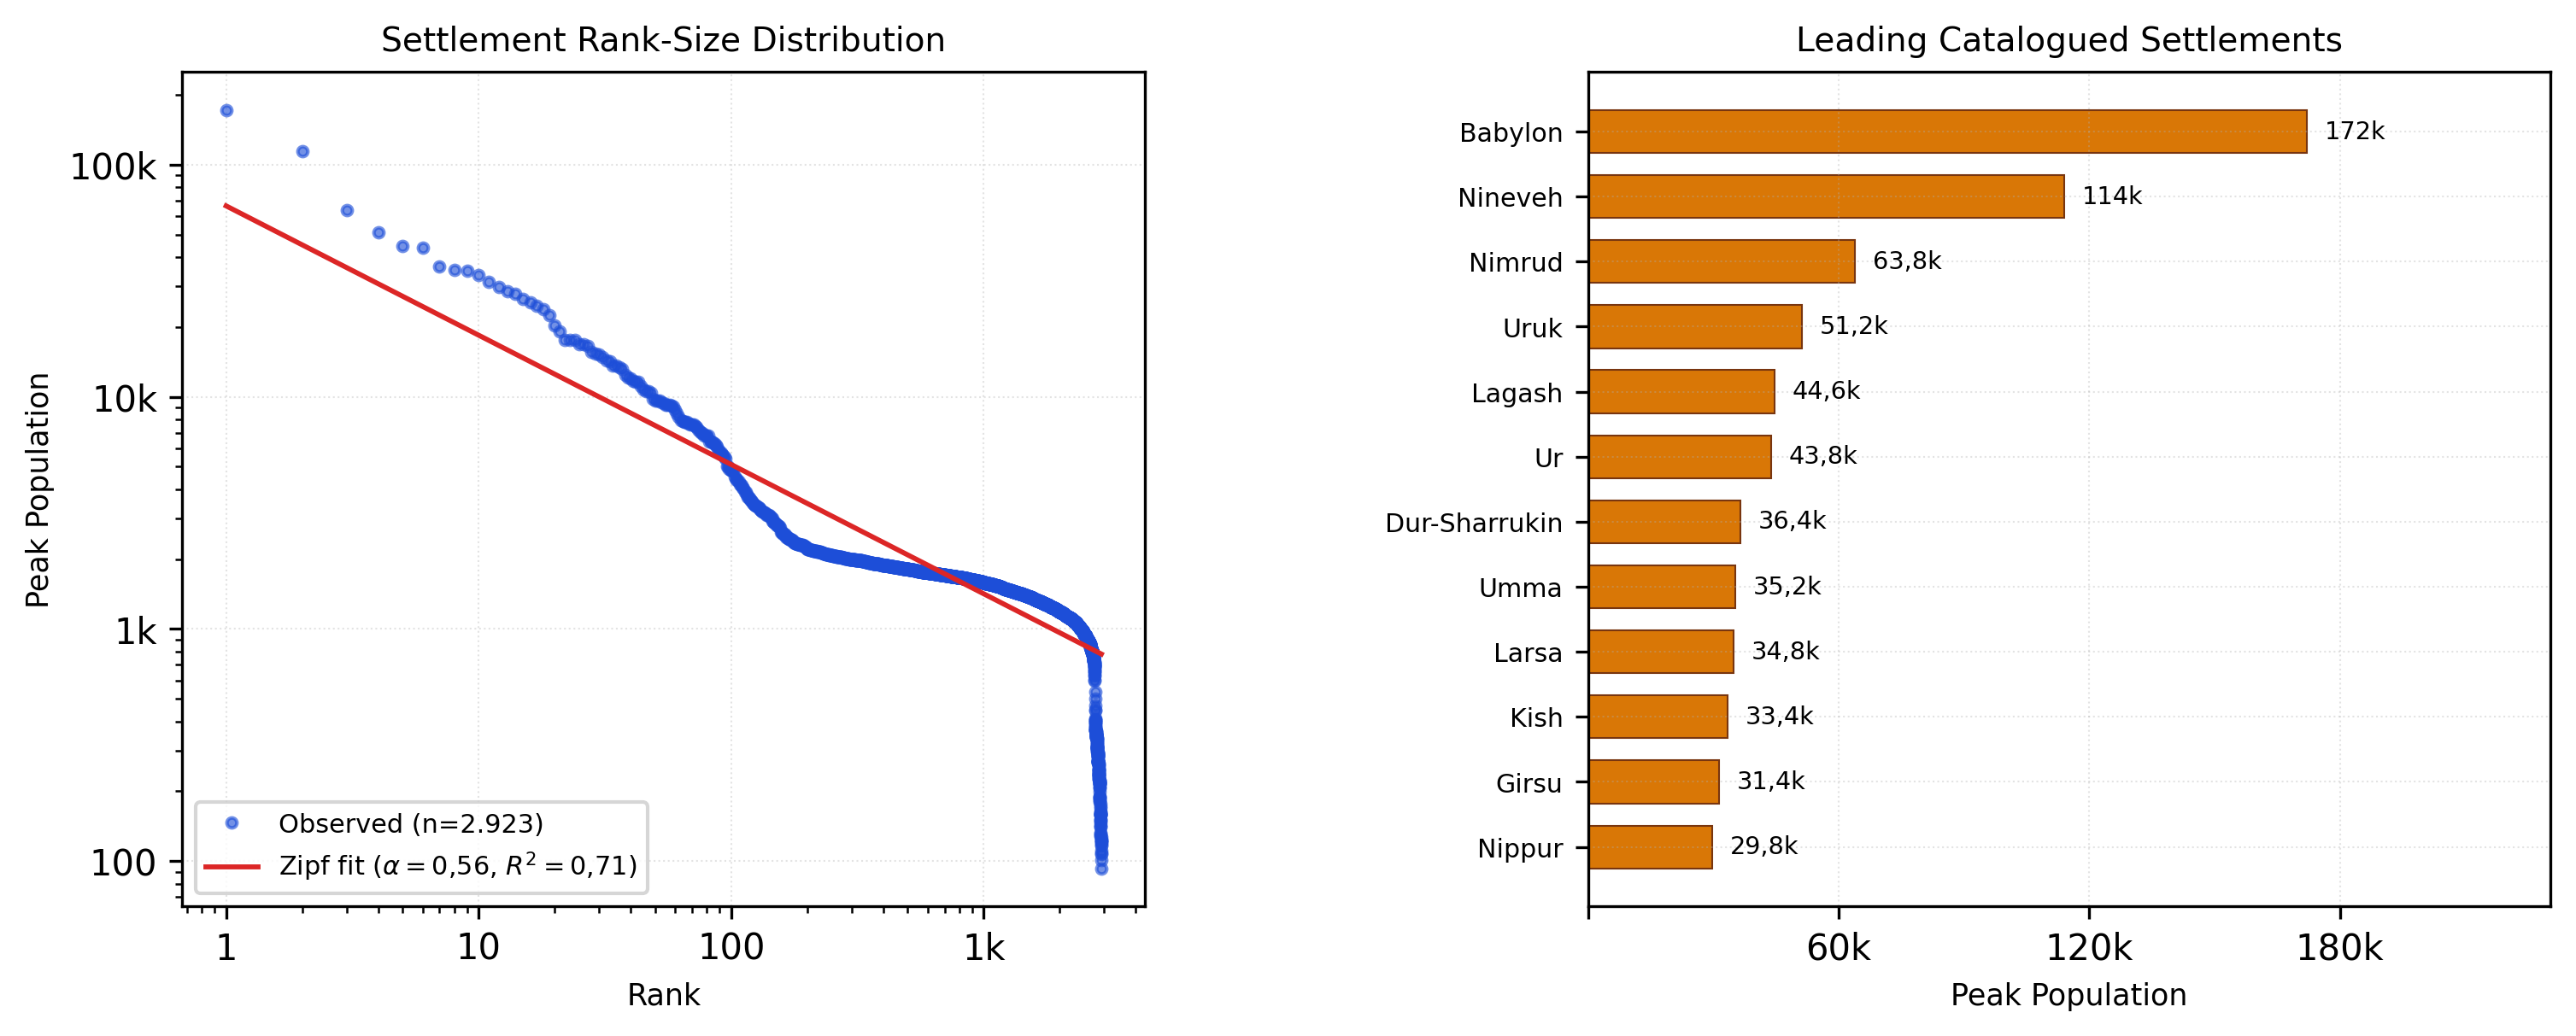 Settlement Rank-Size Distribution
Peak Population
100k
10k
1k
100
1
10
100
1k
Rank
Observed (n=2.923)
Zipf fit (α = 0,56, R² = 0,71)
Leading Catalogued Settlements
Babylon 172k
Nineveh 114k
Nimrud 63,8k
Uruk 51,2k
Lagash 44,6k
Ur 43,8k
Dur-Sharrukin 36,4k
Umma 35,2k
Larsa 34,8k
Kish 33,4k
Girsu 31,4k
Nippur 29,8k
60k
120k
180k
Peak Population